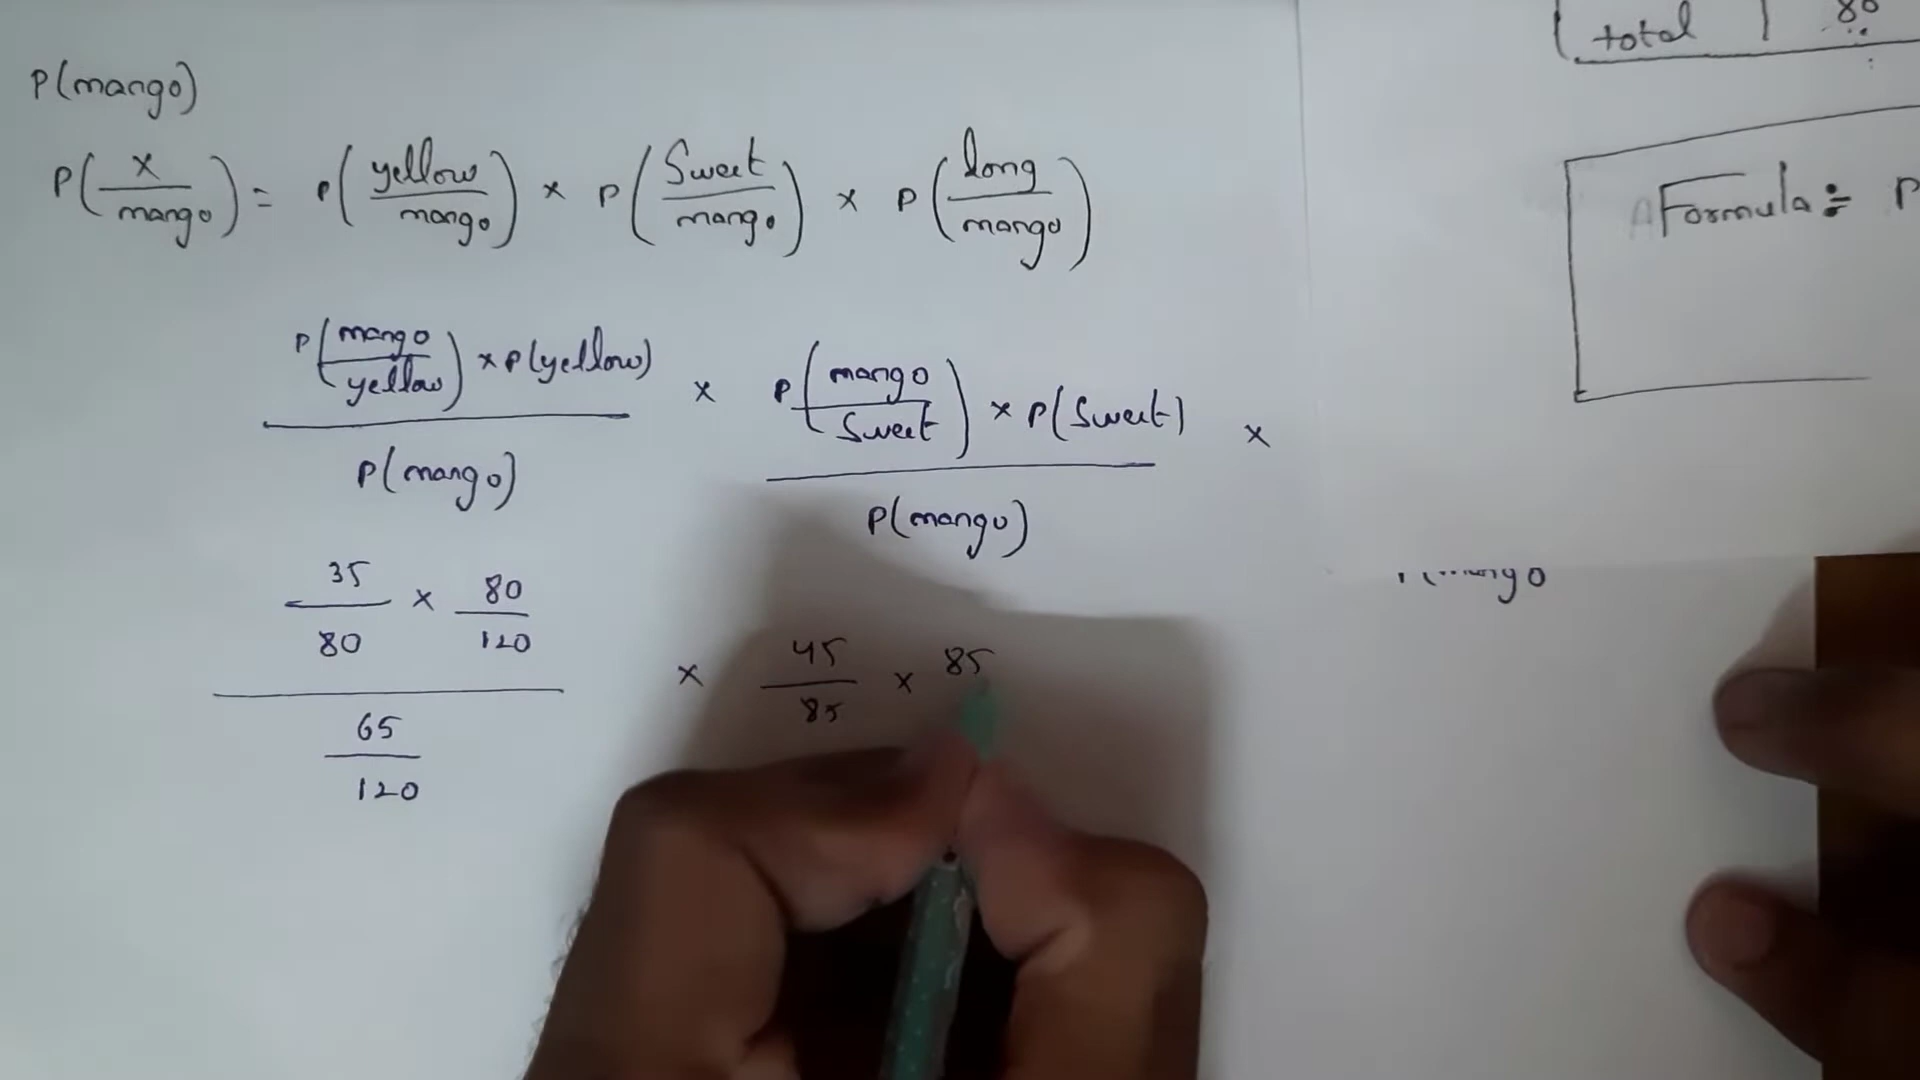 total | 80
P(mango)
P(x/mango) = P(yellow/mango) × P(Sweet/mango) × P(long/mango)
Formula ÷ P
P(mango/yellow) × P(yellow) / P(mango) × P(mango/Sweet) × P(Sweet) / P(mango) ×
35/80 × 80/120 / 65/120 × 45/85 × 85